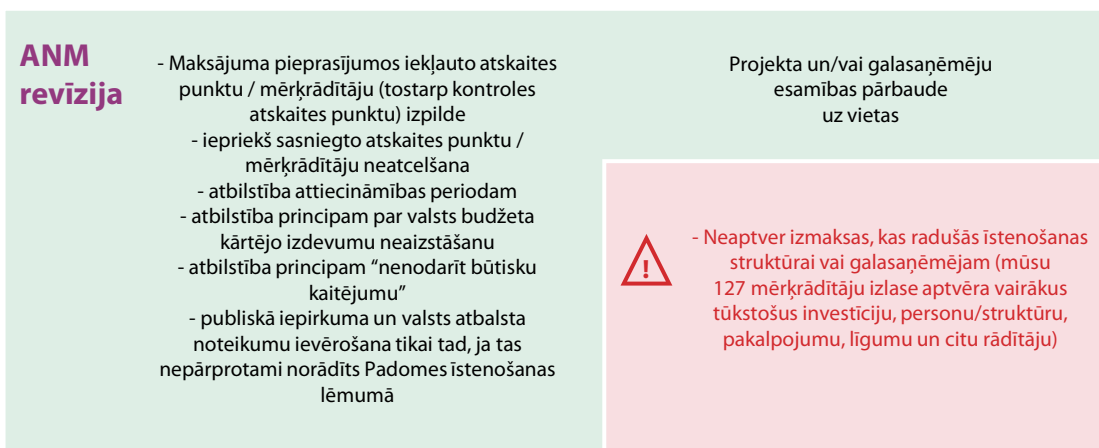 ANM
revīzija
- Maksājuma pieprasījumos iekļauto atskaites
punktu / mērķrādītāju (tostarp kontroles
atskaites punktu) izpilde
- iepriekš sasniegto atskaites punktu /
mērķrādītāju neatcelšana
- atbilstība attiecināmības periodam
- atbilstība principam par valsts budžeta
kārtējo izdevumu neaizstāšanu
- atbilstība principam “nenodarīt būtisku
kaitējumu”
- publiskā iepirkuma un valsts atbalsta
noteikumu ievērošana tikai tad, ja tas
nepārprotami norādīts Padomes īstenošanas
lēmumā
Projekta un/vai galasaņēmēju
esamības pārbaude
uz vietas
!
- Neaptver izmaksas, kas radušās īstenošanas
struktūrai vai galasaņēmējam (mūsu
127 mērķrādītāju izlase aptvēra vairākus
tūkstošus investīciju, personu/struktūru,
pakalpojumu, līgumu un citu rādītāju)